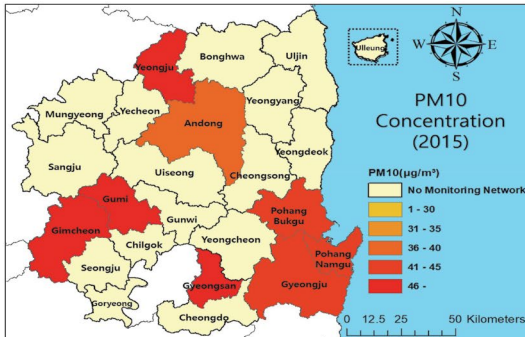 N
W E
S
Ulleung
PM10
Concentration
(2015)
PM10(µg/m³)
No Monitoring Network
1 - 30
31 - 35
36 - 40
41 - 45
46 -
0 12.5 25 50 Kilometers
Bonghwa
Uljin
Yeongju
Yeongyang
Mungyeong
Yecheon
Andong
Yeongdeok
Sangju
Uiseong
Cheongsong
Gumi
Gunwi
Pohang
Bukgu
Gimcheon
Chilgok
Yeongcheon
Pohang
Namgu
Seongju
Gyeongsan
Gyeongju
Goryeong
Cheongdo